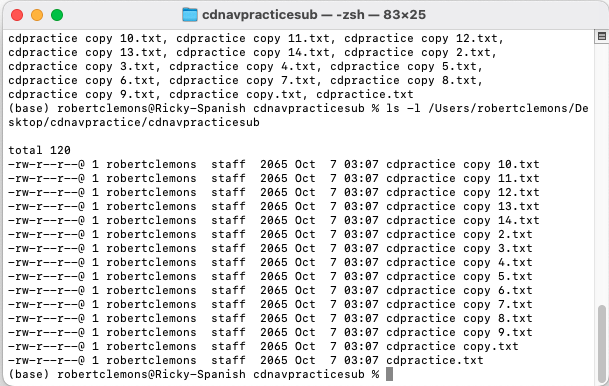 cdnavpracticesub — -zsh — 83×25
cdpractice copy 10.txt, cdpractice copy 11.txt, cdpractice copy 12.txt,
cdpractice copy 13.txt, cdpractice copy 14.txt, cdpractice copy 2.txt,
cdpractice copy 3.txt, cdpractice copy 4.txt, cdpractice copy 5.txt,
cdpractice copy 6.txt, cdpractice copy 7.txt, cdpractice copy 8.txt,
cdpractice copy 9.txt, cdpractice copy.txt, cdpractice.txt
(base) robertclemons@Ricky-Spanish cdnavpracticesub % ls -l /Users/robertclemons/De
sktop/cdnavpractice/cdnavpracticesub
total 120
-rw-r--r--@ 1 robertclemons  staff  2065 Oct  7 03:07 cdpractice copy 10.txt
-rw-r--r--@ 1 robertclemons  staff  2065 Oct  7 03:07 cdpractice copy 11.txt
-rw-r--r--@ 1 robertclemons  staff  2065 Oct  7 03:07 cdpractice copy 12.txt
-rw-r--r--@ 1 robertclemons  staff  2065 Oct  7 03:07 cdpractice copy 13.txt
-rw-r--r--@ 1 robertclemons  staff  2065 Oct  7 03:07 cdpractice copy 14.txt
-rw-r--r--@ 1 robertclemons  staff  2065 Oct  7 03:07 cdpractice copy 2.txt
-rw-r--r--@ 1 robertclemons  staff  2065 Oct  7 03:07 cdpractice copy 3.txt
-rw-r--r--@ 1 robertclemons  staff  2065 Oct  7 03:07 cdpractice copy 4.txt
-rw-r--r--@ 1 robertclemons  staff  2065 Oct  7 03:07 cdpractice copy 5.txt
-rw-r--r--@ 1 robertclemons  staff  2065 Oct  7 03:07 cdpractice copy 6.txt
-rw-r--r--@ 1 robertclemons  staff  2065 Oct  7 03:07 cdpractice copy 7.txt
-rw-r--r--@ 1 robertclemons  staff  2065 Oct  7 03:07 cdpractice copy 8.txt
-rw-r--r--@ 1 robertclemons  staff  2065 Oct  7 03:07 cdpractice copy 9.txt
-rw-r--r--@ 1 robertclemons  staff  2065 Oct  7 03:07 cdpractice copy.txt
-rw-r--r--@ 1 robertclemons  staff  2065 Oct  7 03:07 cdpractice.txt
(base) robertclemons@Ricky-Spanish cdnavpracticesub %